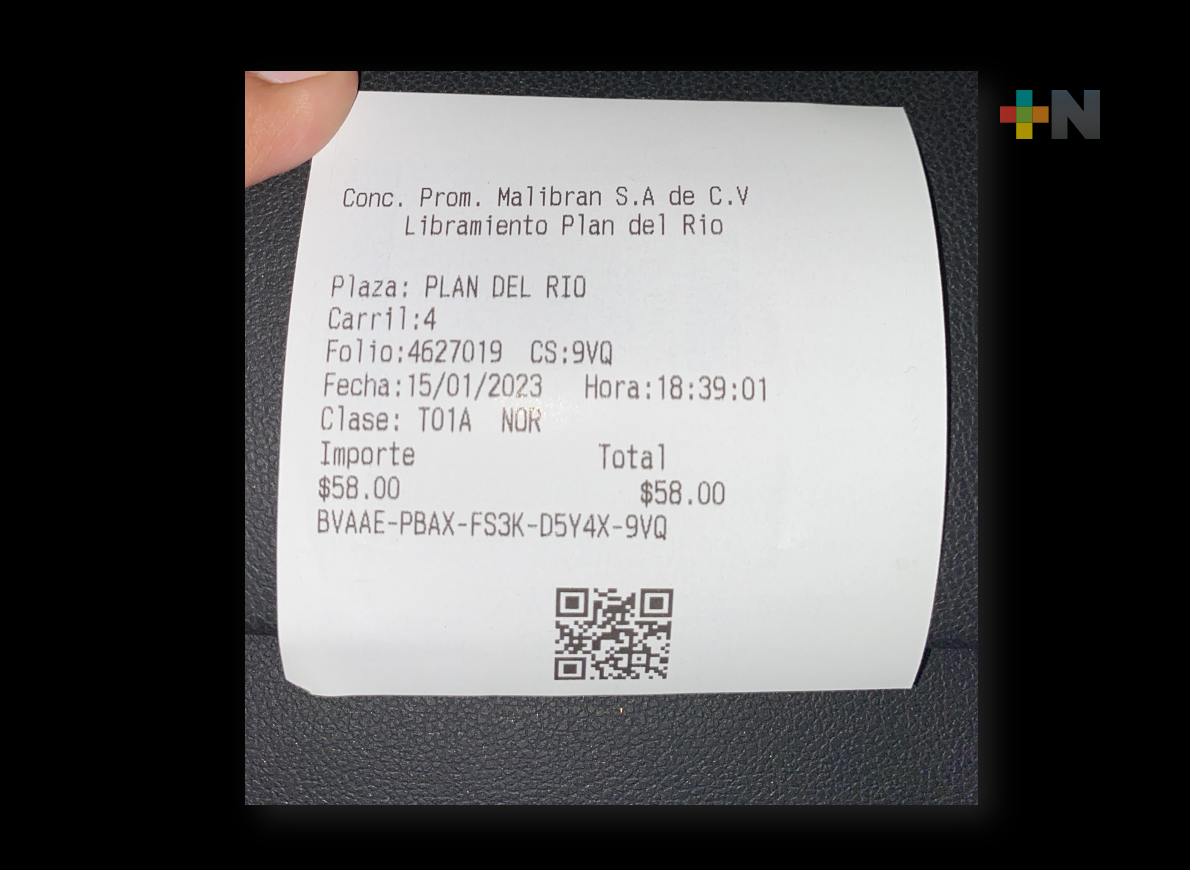 +N
Conc. Prom. Malibran S.A de C.V
Libramiento Plan del Rio
Plaza: PLAN DEL RIO
Carril:4
Folio:4627019 CS:9VQ
Fecha:15/01/2023 Hora:18:39:01
Clase: T01A NOR
Importe Total
$58.00 $58.00
BVAAE-PBAX-FS3K-D5Y4X-9VQ